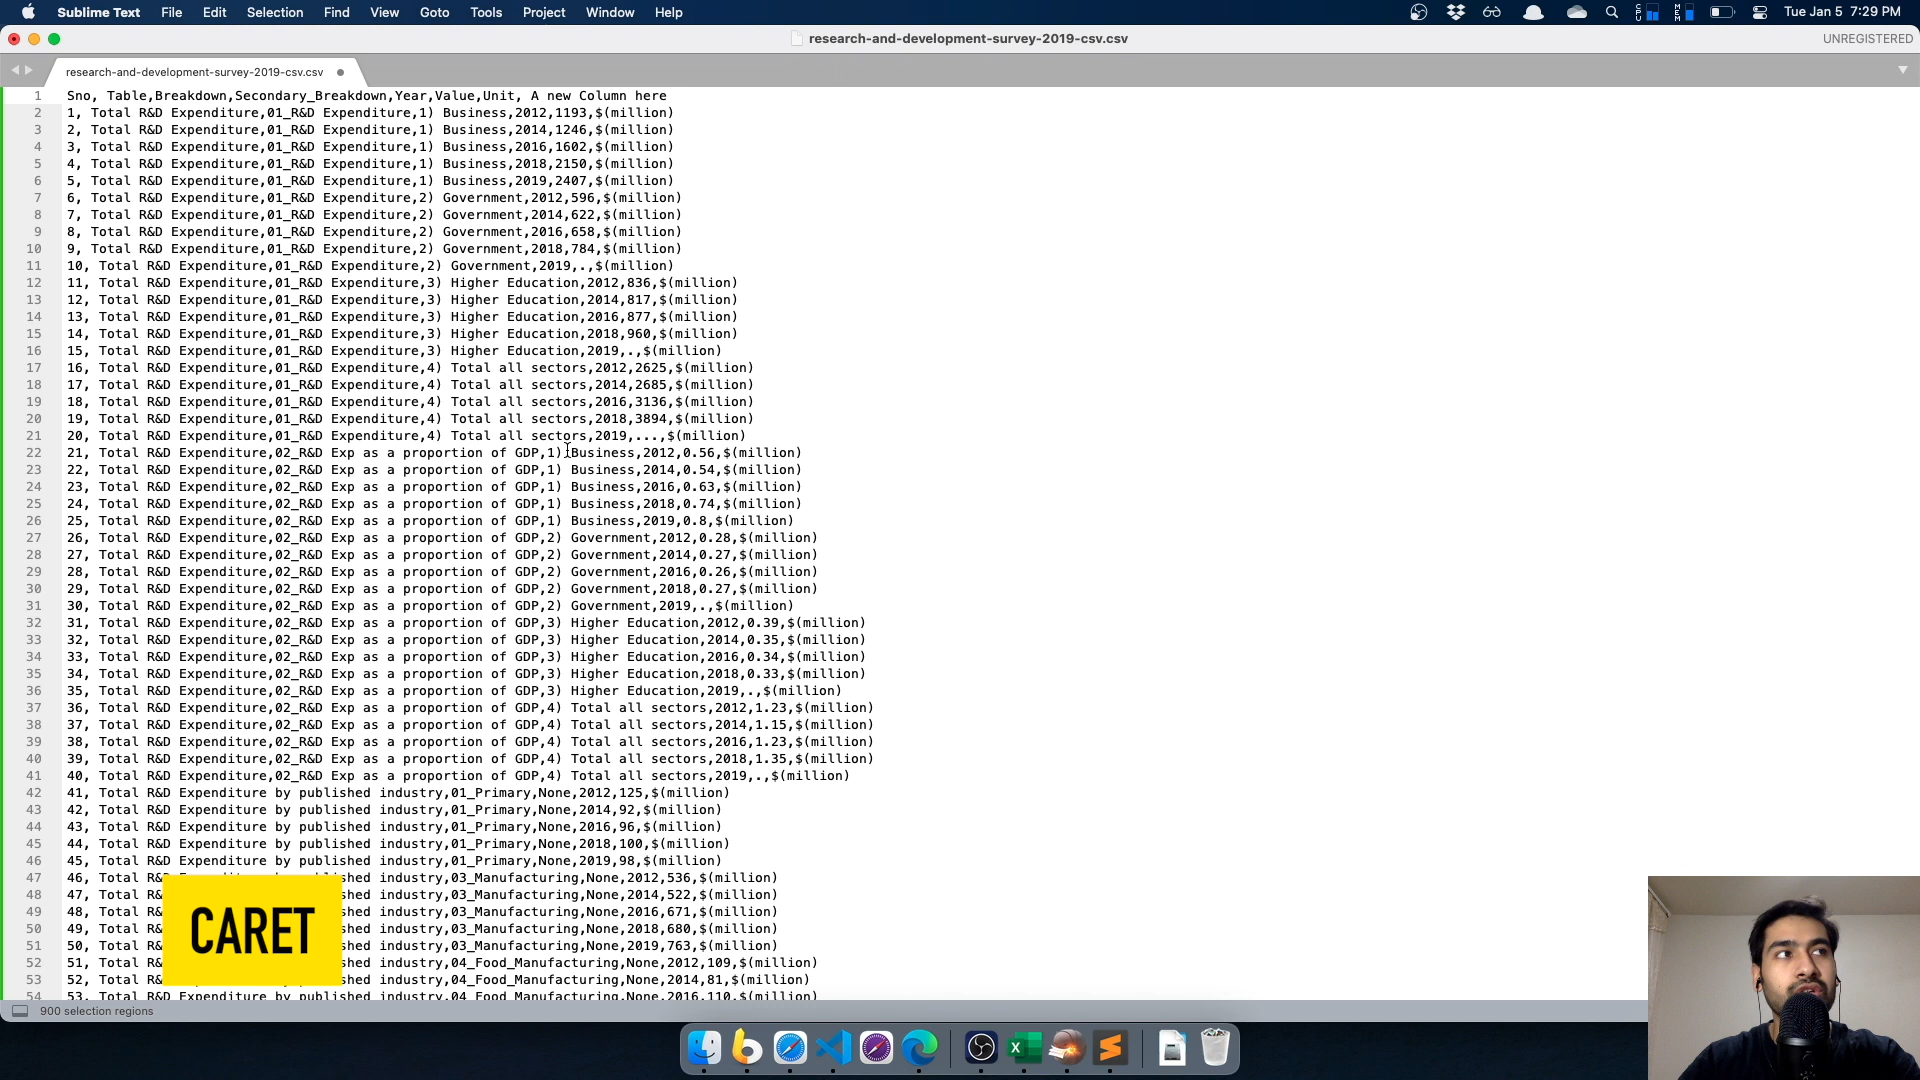 Sublime Text File Edit Selection Find View Goto Tools Project Window Help CPU MEM Tue Jan 5 7:29 PM
research-and-development-survey-2019-csv.csv UNREGISTERED
research-and-development-survey-2019-csv.csv
1 Sno, Table,Breakdown,Secondary_Breakdown,Year,Value,Unit, A new Column here
2 1, Total R&D Expenditure,01_R&D Expenditure,1) Business,2012,1193,$(million)
3 2, Total R&D Expenditure,01_R&D Expenditure,1) Business,2014,1246,$(million)
4 3, Total R&D Expenditure,01_R&D Expenditure,1) Business,2016,1602,$(million)
5 4, Total R&D Expenditure,01_R&D Expenditure,1) Business,2018,2150,$(million)
6 5, Total R&D Expenditure,01_R&D Expenditure,1) Business,2019,2407,$(million)
7 6, Total R&D Expenditure,01_R&D Expenditure,2) Government,2012,596,$(million)
8 7, Total R&D Expenditure,01_R&D Expenditure,2) Government,2014,622,$(million)
9 8, Total R&D Expenditure,01_R&D Expenditure,2) Government,2016,658,$(million)
10 9, Total R&D Expenditure,01_R&D Expenditure,2) Government,2018,784,$(million)
11 10, Total R&D Expenditure,01_R&D Expenditure,2) Government,2019,.,$(million)
12 11, Total R&D Expenditure,01_R&D Expenditure,3) Higher Education,2012,836,$(million)
13 12, Total R&D Expenditure,01_R&D Expenditure,3) Higher Education,2014,817,$(million)
14 13, Total R&D Expenditure,01_R&D Expenditure,3) Higher Education,2016,877,$(million)
15 14, Total R&D Expenditure,01_R&D Expenditure,3) Higher Education,2018,960,$(million)
16 15, Total R&D Expenditure,01_R&D Expenditure,3) Higher Education,2019,.,$(million)
17 16, Total R&D Expenditure,01_R&D Expenditure,4) Total all sectors,2012,2625,$(million)
18 17, Total R&D Expenditure,01_R&D Expenditure,4) Total all sectors,2014,2685,$(million)
19 18, Total R&D Expenditure,01_R&D Expenditure,4) Total all sectors,2016,3136,$(million)
20 19, Total R&D Expenditure,01_R&D Expenditure,4) Total all sectors,2018,3894,$(million)
21 20, Total R&D Expenditure,01_R&D Expenditure,4) Total all sectors,2019,...,$(million)
22 21, Total R&D Expenditure,02_R&D Exp as a proportion of GDP,1) Business,2012,0.56,$(million)
23 22, Total R&D Expenditure,02_R&D Exp as a proportion of GDP,1) Business,2014,0.54,$(million)
24 23, Total R&D Expenditure,02_R&D Exp as a proportion of GDP,1) Business,2016,0.63,$(million)
25 24, Total R&D Expenditure,02_R&D Exp as a proportion of GDP,1) Business,2018,0.74,$(million)
26 25, Total R&D Expenditure,02_R&D Exp as a proportion of GDP,1) Business,2019,0.8,$(million)
27 26, Total R&D Expenditure,02_R&D Exp as a proportion of GDP,2) Government,2012,0.28,$(million)
28 27, Total R&D Expenditure,02_R&D Exp as a proportion of GDP,2) Government,2014,0.27,$(million)
29 28, Total R&D Expenditure,02_R&D Exp as a proportion of GDP,2) Government,2016,0.26,$(million)
30 29, Total R&D Expenditure,02_R&D Exp as a proportion of GDP,2) Government,2018,0.27,$(million)
31 30, Total R&D Expenditure,02_R&D Exp as a proportion of GDP,2) Government,2019,.,$(million)
32 31, Total R&D Expenditure,02_R&D Exp as a proportion of GDP,3) Higher Education,2012,0.39,$(million)
33 32, Total R&D Expenditure,02_R&D Exp as a proportion of GDP,3) Higher Education,2014,0.35,$(million)
34 33, Total R&D Expenditure,02_R&D Exp as a proportion of GDP,3) Higher Education,2016,0.34,$(million)
35 34, Total R&D Expenditure,02_R&D Exp as a proportion of GDP,3) Higher Education,2018,0.33,$(million)
36 35, Total R&D Expenditure,02_R&D Exp as a proportion of GDP,3) Higher Education,2019,.,$(million)
37 36, Total R&D Expenditure,02_R&D Exp as a proportion of GDP,4) Total all sectors,2012,1.23,$(million)
38 37, Total R&D Expenditure,02_R&D Exp as a proportion of GDP,4) Total all sectors,2014,1.15,$(million)
39 38, Total R&D Expenditure,02_R&D Exp as a proportion of GDP,4) Total all sectors,2016,1.23,$(million)
40 39, Total R&D Expenditure,02_R&D Exp as a proportion of GDP,4) Total all sectors,2018,1.35,$(million)
41 40, Total R&D Expenditure,02_R&D Exp as a proportion of GDP,4) Total all sectors,2019,.,$(million)
42 41, Total R&D Expenditure by published industry,01_Primary,None,2012,125,$(million)
43 42, Total R&D Expenditure by published industry,01_Primary,None,2014,92,$(million)
44 43, Total R&D Expenditure by published industry,01_Primary,None,2016,96,$(million)
45 44, Total R&D Expenditure by published industry,01_Primary,None,2018,100,$(million)
46 45, Total R&D Expenditure by published industry,01_Primary,None,2019,98,$(million)
47 46, Total R& shed industry,03_Manufacturing,None,2012,536,$(million)
48 47, Total R& shed industry,03_Manufacturing,None,2014,522,$(million)
49 48, Total R& shed industry,03_Manufacturing,None,2016,671,$(million)
50 49, Total R& shed industry,03_Manufacturing,None,2018,680,$(million)
51 50, Total R& shed industry,03_Manufacturing,None,2019,763,$(million)
52 51, Total R& shed industry,04_Food_Manufacturing,None,2012,109,$(million)
53 52, Total R& shed industry,04_Food_Manufacturing,None,2014,81,$(million)
54 53, Total R&D Expenditure by published industry,04_Food_Manufacturing,None,2016,110,$(million)
CARET
900 selection regions